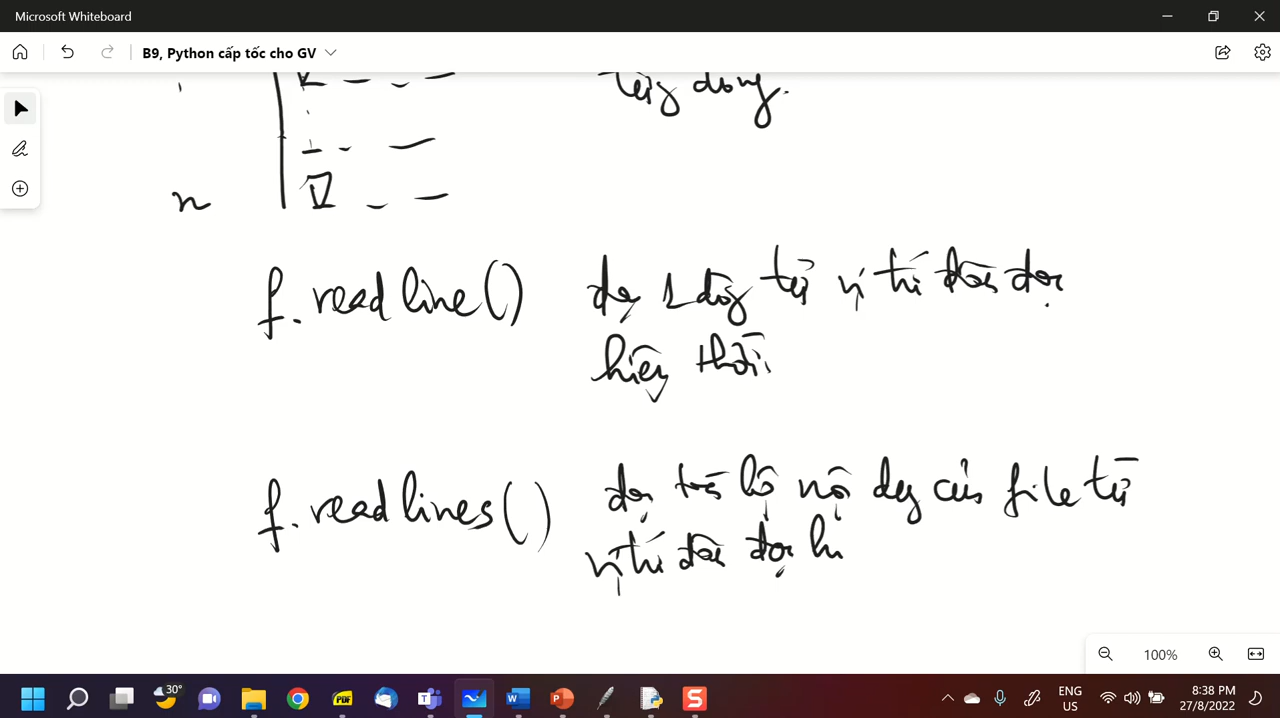 Microsoft Whiteboard
B9, Python cấp tốc cho GV
từng dòng.
n
f.readline() đọc 1 dòng từ vị trí đầu đọc
hiện thời.
f.readlines() đọc toàn bộ nội dung của file từ
vị trí đầu đọc hi
100%
30°
ENG
US
8:38 PM
27/8/2022